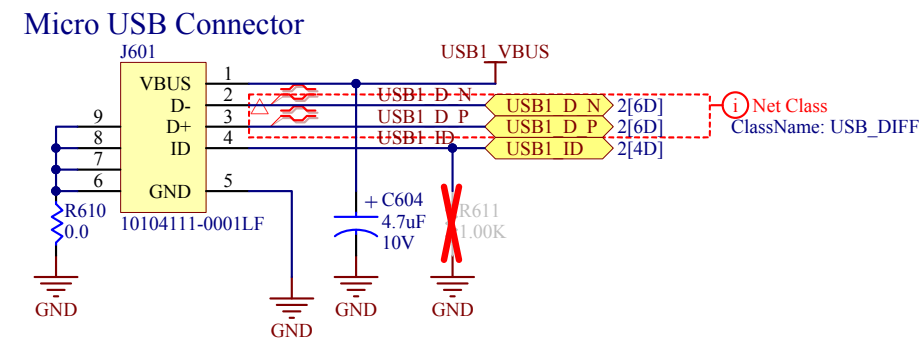 Micro USB Connector
J601
USB1_VBUS
VBUS
1
D-
2
USB1_D_N
USB1_D_N
2[6D]
i
Net Class
9
D+
3
USB1_D_P
USB1_D_P
2[6D]
ClassName: USB_DIFF
8
ID
4
USB1_ID
USB1_ID
2[4D]
7
6
GND
5
R610
0.0
10104111-0001LF
+
C604
4.7uF
10V
R611
1.00K
GND
GND
GND
GND